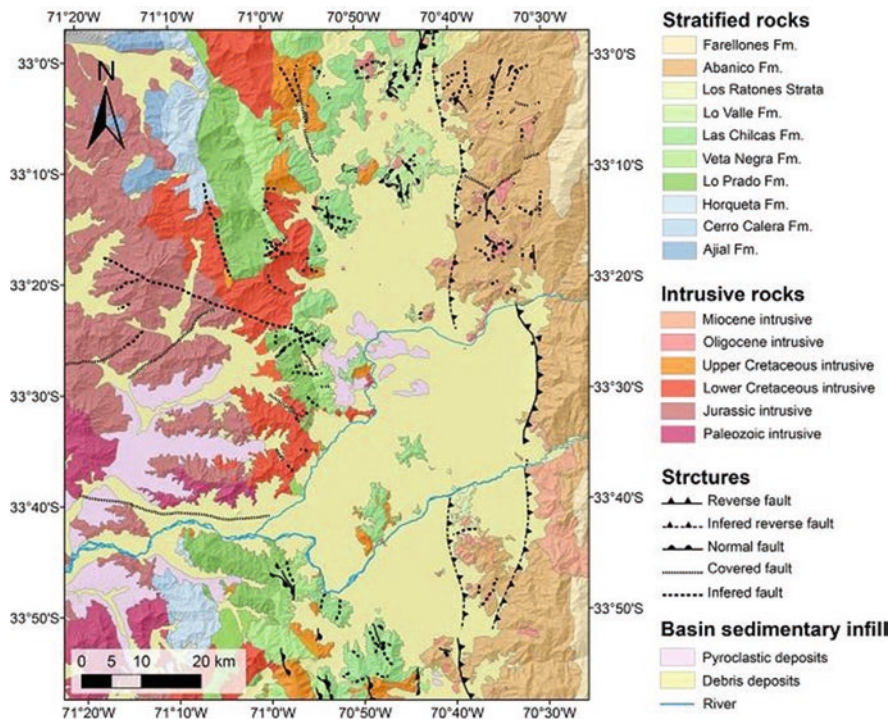 71°20'W 71°10'W 71°0'W 70°50'W 70°40'W 70°30'W
33°0'S
33°10'S
33°20'S
33°30'S
33°40'S
33°50'S
N
33°0'S
33°10'S
33°20'S
33°30'S
33°40'S
33°50'S
0 5 10 20 km
71°20'W 71°10'W 71°0'W 70°50'W 70°40'W 70°30'W
Stratified rocks
Farellones Fm.
Abanico Fm.
Los Ratones Strata
Lo Valle Fm.
Las Chilcas Fm.
Veta Negra Fm.
Lo Prado Fm.
Horqueta Fm.
Cerro Calera Fm.
Ajial Fm.
Intrusive rocks
Miocene intrusive
Oligocene intrusive
Upper Cretaceous intrusive
Lower Cretaceous intrusive
Jurassic intrusive
Paleozoic intrusive
Strctures
Reverse fault
Infered reverse fault
Normal fault
Covered fault
Infered fault
Basin sedimentary infill
Pyroclastic deposits
Debris deposits
River